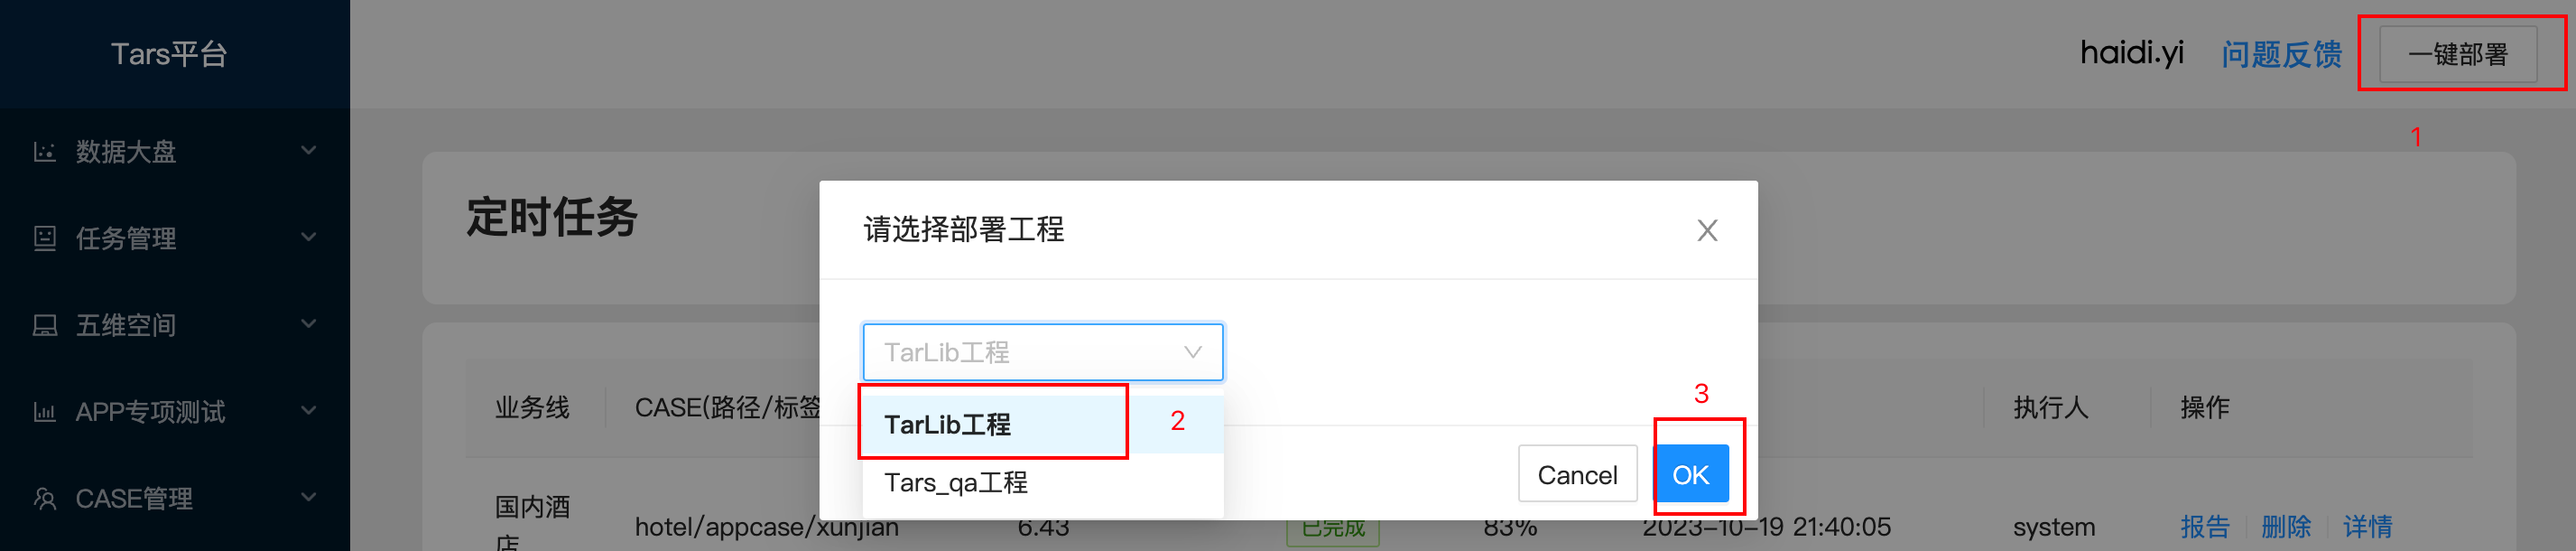 Tars平台
haidi.yi 问题反馈 一键部署
1
数据大盘
任务管理
五维空间
APP专项测试
CASE管理
定时任务
请选择部署工程
TarLib工程
TarLib工程 2
Tars_qa工程
3
Cancel OK
业务线 CASE(路径/标签 执行人 操作
国内酒店 hotel/appcase/xunjian 6.43 已完成 83% 2023-10-19 21:40:05 system 报告 删除 详情